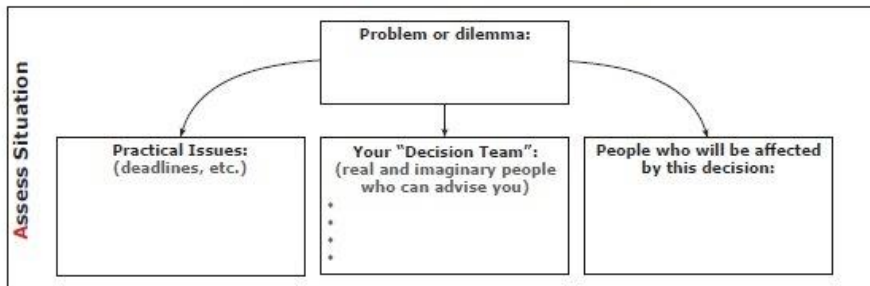 Assess Situation
Problem or dilemma:
Practical Issues:
(deadlines, etc.)
Your “Decision Team”:
(real and imaginary people
who can advise you)
People who will be affected
by this decision: